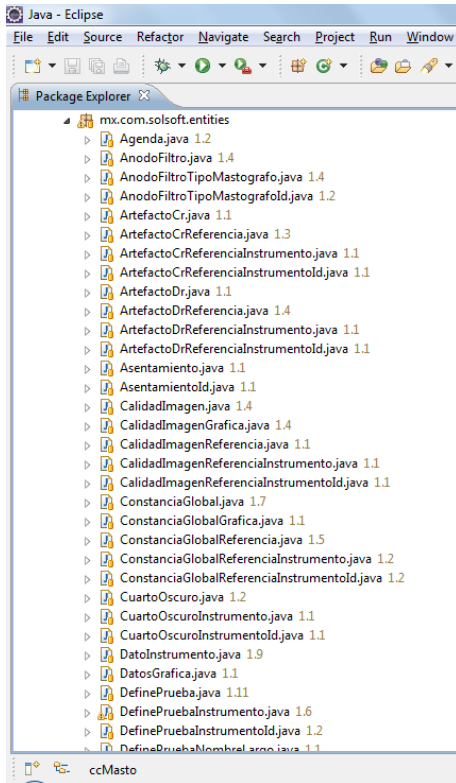 Java - Eclipse
File Edit Source Refactor Navigate Search Project Run Window
Package Explorer
mx.com.solsoft.entities
Agenda.java 1.2
AnodoFiltro.java 1.4
AnodoFiltroTipoMastografo.java 1.4
AnodoFiltroTipoMastografoId.java 1.2
ArtefactoCr.java 1.1
ArtefactoCrReferencia.java 1.3
ArtefactoCrReferenciaInstrumento.java 1.1
ArtefactoCrReferenciaInstrumentoId.java 1.1
ArtefactoDr.java 1.1
ArtefactoDrReferencia.java 1.4
ArtefactoDrReferenciaInstrumento.java 1.1
ArtefactoDrReferenciaInstrumentoId.java 1.1
Asentamiento.java 1.1
AsentamientoId.java 1.1
CalidadImagen.java 1.4
CalidadImagenGrafica.java 1.4
CalidadImagenReferencia.java 1.1
CalidadImagenReferenciaInstrumento.java 1.1
CalidadImagenReferenciaInstrumentoId.java 1.1
ConstanciaGlobal.java 1.7
ConstanciaGlobalGrafica.java 1.1
ConstanciaGlobalReferencia.java 1.5
ConstanciaGlobalReferenciaInstrumento.java 1.2
ConstanciaGlobalReferenciaInstrumentoId.java 1.2
CuartoOscuro.java 1.2
CuartoOscuroInstrumento.java 1.1
CuartoOscuroInstrumentoId.java 1.1
DatoInstrumento.java 1.9
DatosGrafica.java 1.1
DefinePrueba.java 1.11
DefinePruebaInstrumento.java 1.6
DefinePruebaInstrumentoId.java 1.2
DefinePruebaNombreLargo.java 1.1
ccMasto